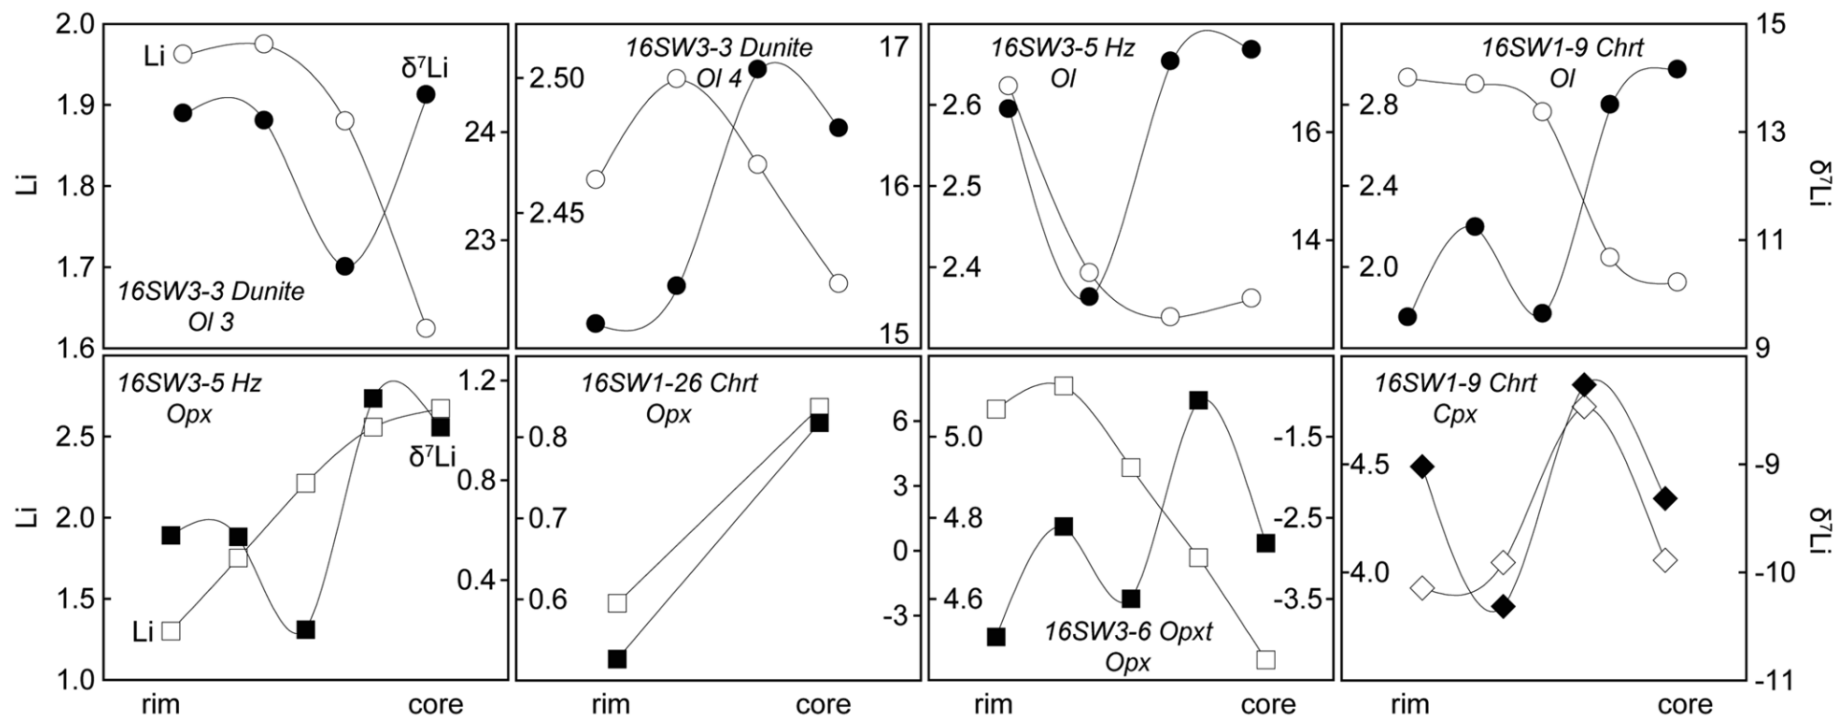 2.0
1.9
1.8
1.7
1.6
Li
Li
δ⁷Li
16SW3-3 Dunite
Ol 3
24
23
16SW3-3 Dunite
Ol 4
2.50
2.45
17
16
15
16SW3-5 Hz
Ol
2.6
2.5
2.4
16
14
16SW1-9 Chrt
Ol
2.8
2.4
2.0
15
13
11
9
δ⁷Li
16SW3-5 Hz
Opx
2.5
2.0
1.5
1.0
Li
Li
δ⁷Li
1.2
0.8
0.4
16SW1-26 Chrt
Opx
0.8
0.7
0.6
6
3
0
-3
5.0
4.8
4.6
16SW3-6 Opxt
Opx
-1.5
-2.5
-3.5
16SW1-9 Chrt
Cpx
4.5
4.0
-9
-10
-11
δ⁷Li
rim core rim core rim core rim core